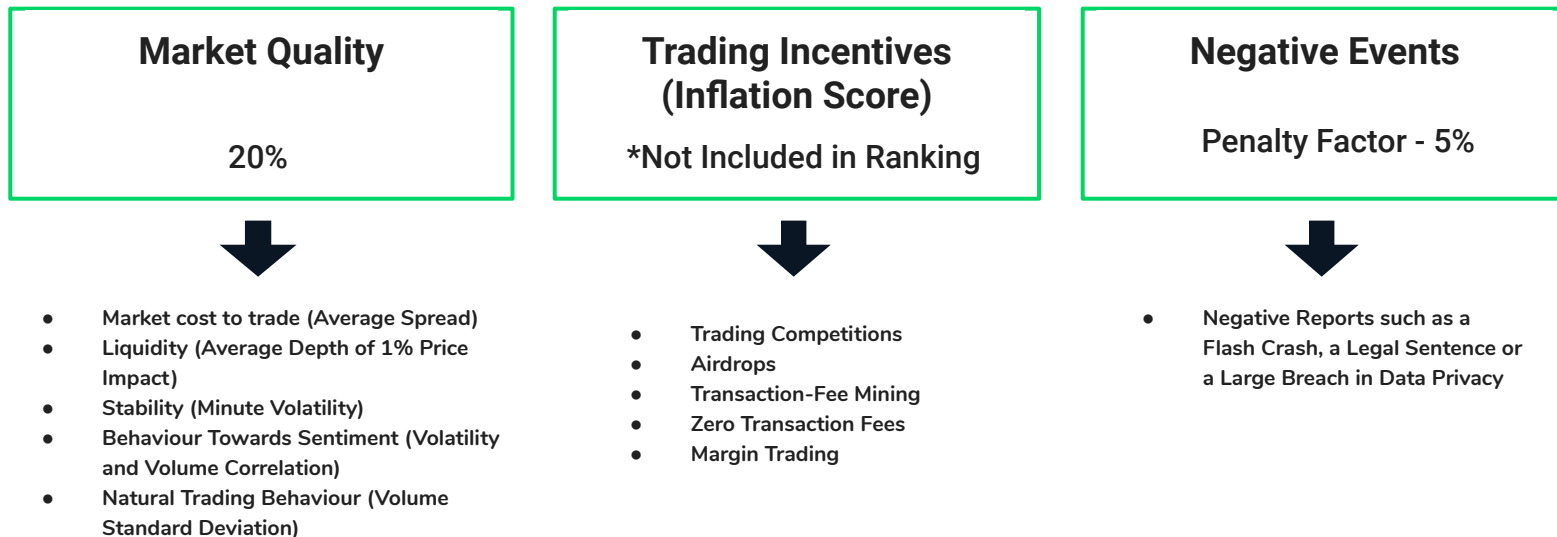 Market Quality
20%
Trading Incentives
(Inflation Score)
*Not Included in Ranking
Negative Events
Penalty Factor - 5%
● Market cost to trade (Average Spread)
● Liquidity (Average Depth of 1% Price
Impact)
● Stability (Minute Volatility)
● Behaviour Towards Sentiment (Volatility
and Volume Correlation)
● Natural Trading Behaviour (Volume
Standard Deviation)
● Trading Competitions
● Airdrops
● Transaction-Fee Mining
● Zero Transaction Fees
● Margin Trading
● Negative Reports such as a
Flash Crash, a Legal Sentence or
a Large Breach in Data Privacy